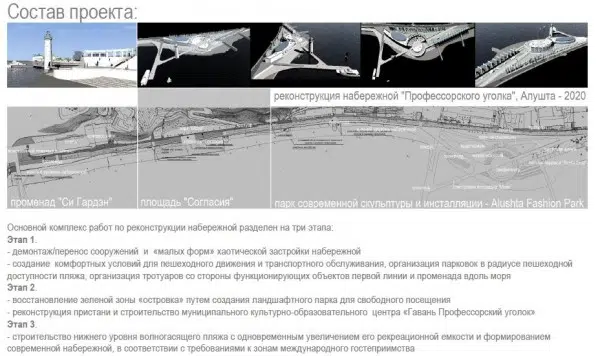 Состав проекта:
реконструкция набережной "Профессорского уголка", Алушта - 2020
променад "Си Гардэн"
площадь "Согласия"
парк современной скульптуры и инсталляции - Alushta Fashion Park
Основной комплекс работ по реконструкции набережной разделен на три этапа:
Этап 1.
- демонтаж/перенос сооружений и «малых форм» хаотической застройки набережной
- создание комфортных условий для пешеходного движения и транспортного обслуживания, организация парковок в радиусе пешеходной
доступности пляжа, организация тротуаров со стороны функционирующих объектов первой линии и променада вдоль моря
Этап 2.
- восстановление зеленой зоны «островка» путем создания ландшафтного парка для свободного посещения
- реконструкция пристани и строительство муниципального культурно-образовательного центра «Гавань Профессорский уголок»
Этап 3.
- строительство нижнего уровня волногасящего пляжа с одновременным увеличением его рекреационной емкости и формированием
современной набережной, в соответствии с требованиями к зонам международного гостеприимства